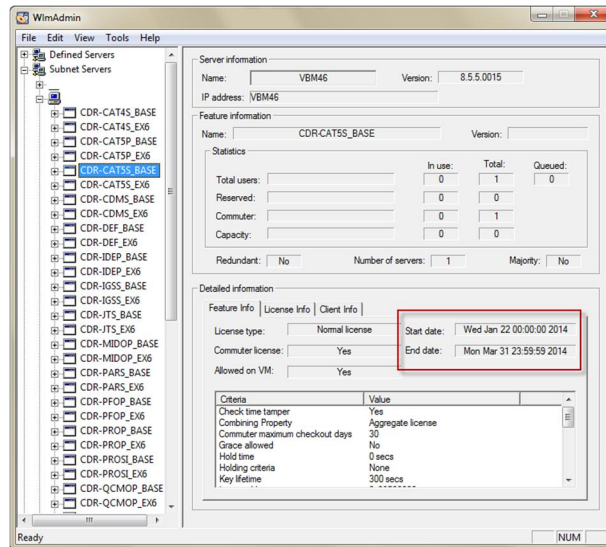 WlmAdmin
File Edit View Tools Help
Defined Servers
Subnet Servers
CDR-CAT4S_BASE
CDR-CAT4S_EX6
CDR-CAT5P_BASE
CDR-CAT5P_EX6
CDR-CAT5S_BASE
CDR-CAT5S_EX6
CDR-CDMS_BASE
CDR-CDMS_EX6
CDR-DEF_BASE
CDR-DEF_EX6
CDR-IDEP_BASE
CDR-IDEP_EX6
CDR-IGSS_BASE
CDR-IGSS_EX6
CDR-JTS_BASE
CDR-JTS_EX6
CDR-MIDOP_BASE
CDR-MIDOP_EX6
CDR-PARS_BASE
CDR-PARS_EX6
CDR-PFOP_BASE
CDR-PFOP_EX6
CDR-PROP_BASE
CDR-PROP_EX6
CDR-PROSI_BASE
CDR-PROSI_EX6
CDR-QCMOP_BASE
CDR-QCMOP_EX6
Server information
Name: VBM46 Version: 8.5.5.0015
IP address: VBM46
Feature information
Name: CDR-CAT5S_BASE Version:
Statistics
In use: Total: Queued:
Total users: 0 1 0
Reserved: 0 0
Commuter: 0 1
Capacity: 0 0
Redundant: No Number of servers: 1 Majority: No
Detailed information
Feature Info License Info Client Info
License type: Normal license Start date: Wed Jan 22 00:00:00 2014
Commuter license: Yes End date: Mon Mar 31 23:59:59 2014
Allowed on VM: Yes
Criteria Value
Check time tamper Yes
Combining Property Aggregate license
Commuter maximum checkout days 30
Grace allowed No
Hold time 0 secs
Holding criteria None
Key lifetime 300 secs
Ready NUM